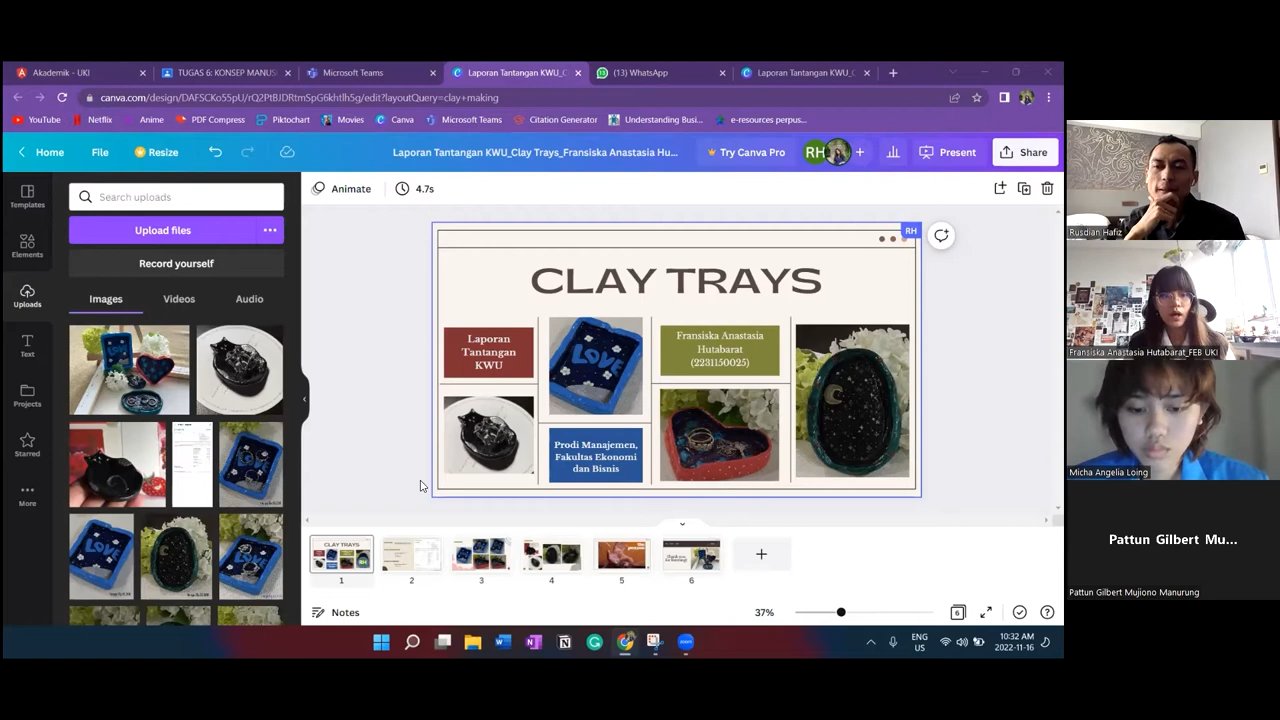 Akademik - UKI
TUGAS 6: KONSEP MANUS
Microsoft Teams
Laporan Tantangan KWU_C
(13) WhatsApp
Laporan Tantangan KWU_C
canva.com/design/DAFSCKo55pU/rQ2PtBJDRtmSpG6khtlh5g/edit?layoutQuery=clay+making
YouTube
Netflix
Anime
PDF Compress
Piktochart
Movies
Canva
Microsoft Teams
Citation Generator
Understanding Busi...
e-resources perpus...
Home
File
Resize
Laporan Tantangan KWU_Clay Trays_Fransiska Anastasia Hu...
Try Canva Pro
RH
Present
Share
Templates
Elements
Uploads
Text
Projects
Starred
More
Search uploads
Upload files
Record yourself
Images
Videos
Audio
Animate
4.7s
RH
CLAY TRAYS
Laporan
Tantangan
KWU
LOVE
Fransiska Anastasia
Hutabarat
(2231150025)
Prodi Manajemen,
Fakultas Ekonomi
dan Bisnis
1
2
3
4
5
6
Notes
37%
6
ENG
US
10:32 AM
2022-11-16
Rusdian Hafiz
Fransiska Anastasia Hutabarat_FEB UKI
Micha Angelia Loing
Pattun Gilbert Mu...
Pattun Gilbert Mujiono Manurung